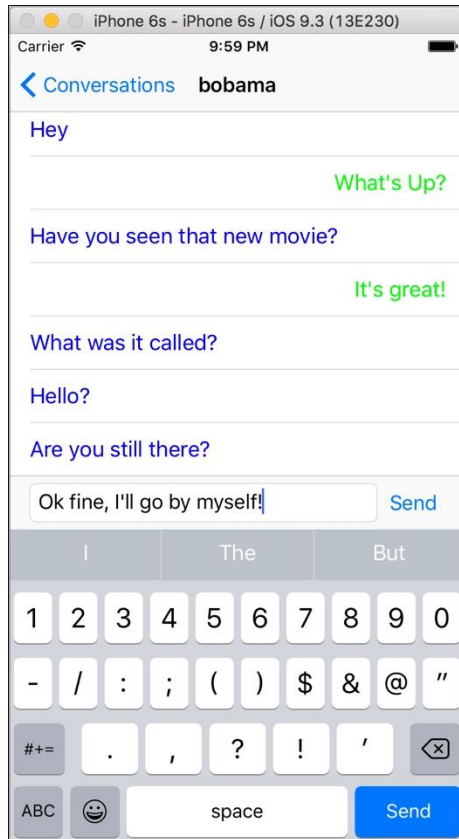 iPhone 6s - iPhone 6s / iOS 9.3 (13E230)
Carrier 9:59 PM
Conversations bobama
Hey
What's Up?
Have you seen that new movie?
It's great!
What was it called?
Hello?
Are you still there?
Ok fine, I'll go by myself! Send
I The But
1 2 3 4 5 6 7 8 9 0
- / : ; ( ) $ & @ "
#+= . , ? ! '
ABC space Send